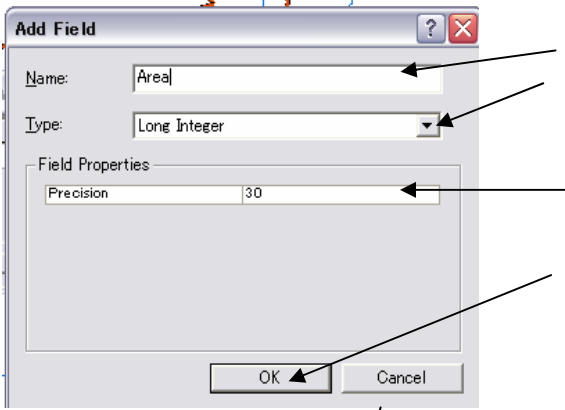 Add Field
Name: Area
Type: Long Integer
Field Properties
Precision 30
OK Cancel